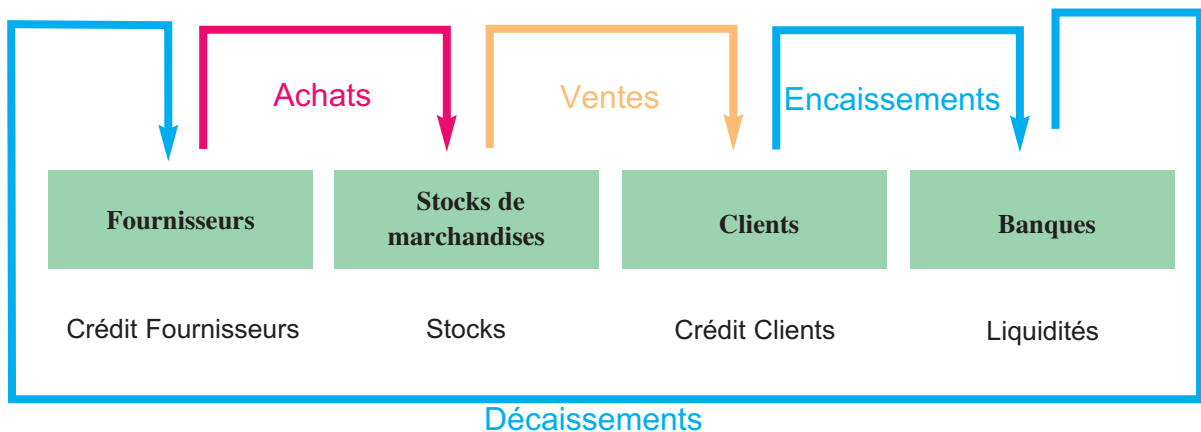 Achats
Ventes
Encaissements
Fournisseurs
Stocks de
marchandises
Clients
Banques
Crédit Fournisseurs
Stocks
Crédit Clients
Liquidités
Décaissements